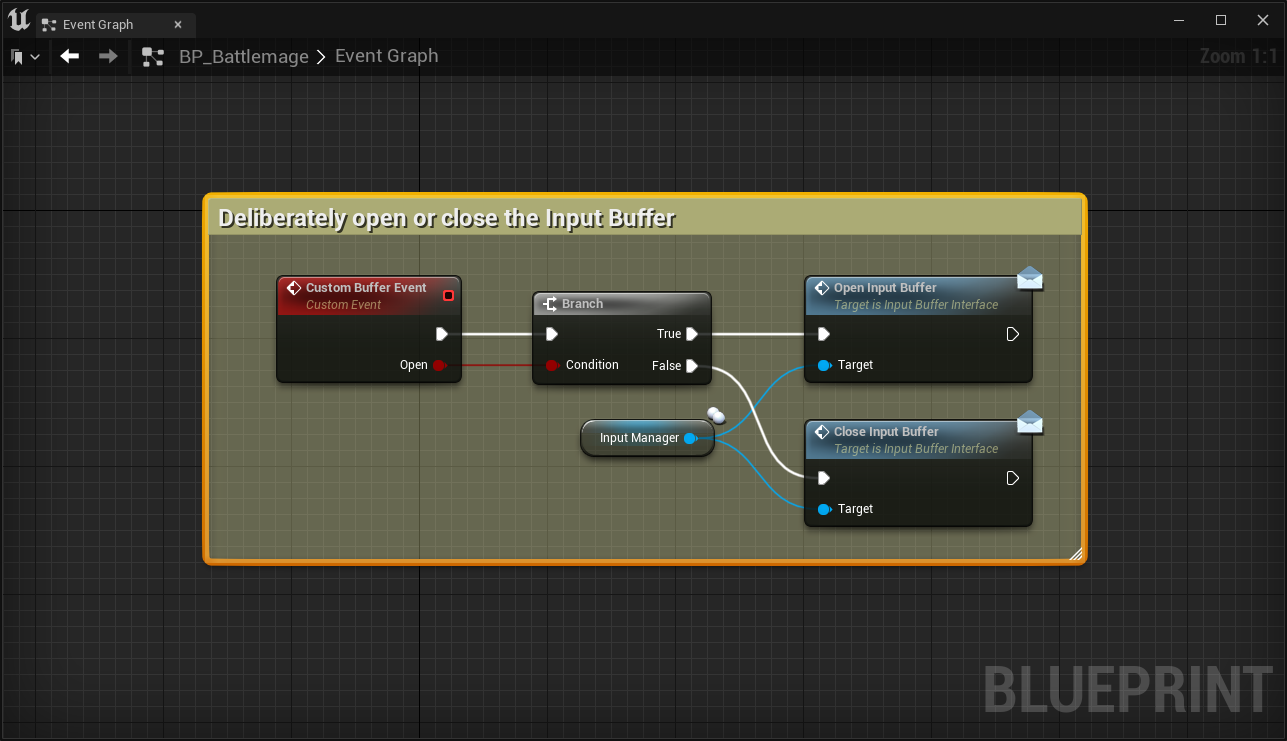 Event Graph
BP_Battlemage > Event Graph
Zoom 1:1
Deliberately open or close the Input Buffer
Custom Buffer Event
Custom Event
Open
Branch
True
Condition
False
Input Manager
Open Input Buffer
Target is Input Buffer Interface
Target
Close Input Buffer
Target is Input Buffer Interface
Target
BLUEPRINT